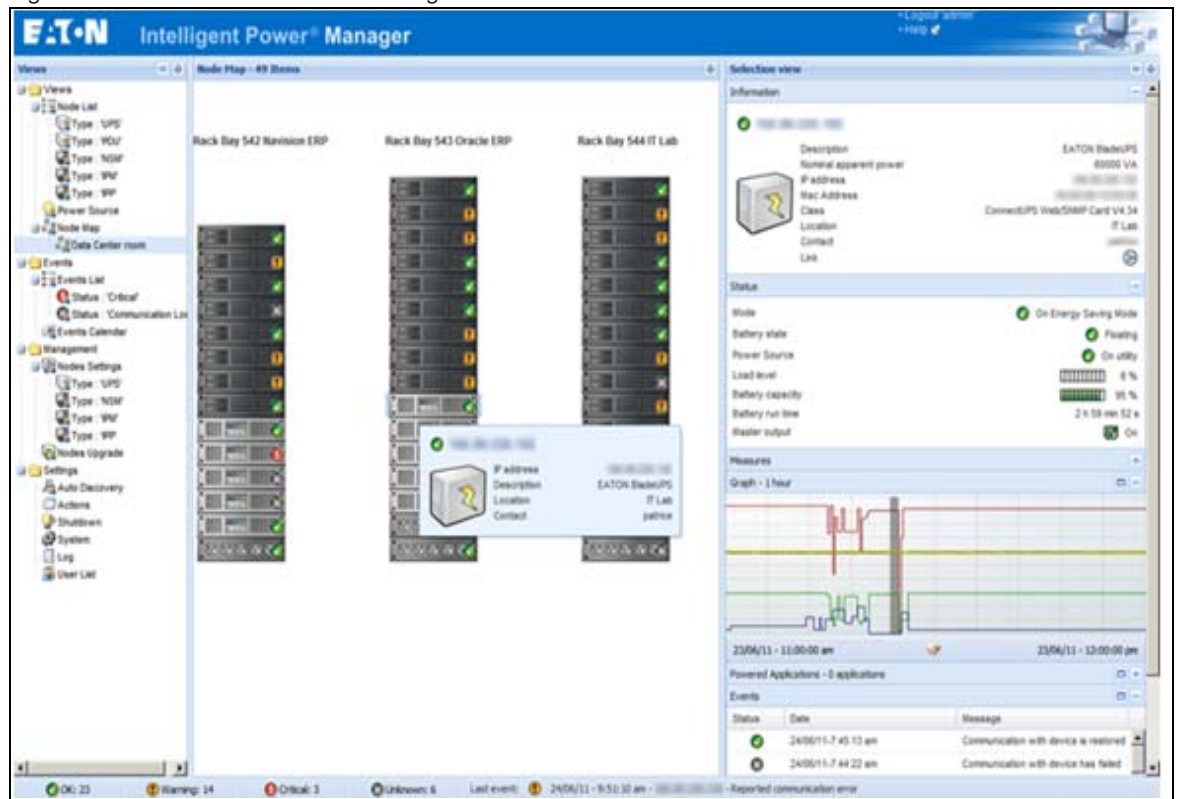 EATON Intelligent Power® Manager
Logout admin
Help
Views
Views
Node List
Type : 'UPS'
Type : 'PDU'
Type : 'NSM'
Type : 'IPM'
Type : 'IPP'
Power Source
Node Map
Data Center room
Events
Events List
Status : 'Critical'
Status : 'Communication Lo
Events Calendar
Management
Nodes Settings
Type : 'UPS'
Type : 'NSM'
Type : 'IPM'
Type : 'IPP'
Nodes Upgrade
Settings
Auto Discovery
Actions
Shutdown
System
Log
User List
Node Map - 49 Items
Rack Bay 542 Navision ERP
Rack Bay 543 Oracle ERP
Rack Bay 544 IT Lab
IP address
Description EATON BladeUPS
Location IT Lab
Contact patrice
Selection view
Information
Description EATON BladeUPS
Nominal apparent power 60000 VA
IP address
Mac Address
Class ConnectUPS Web/SNMP Card V4.34
Location IT Lab
Contact
Link
Status
Mode On Energy Saving Mode
Battery state Floating
Power Source On utility
Load level 8 %
Battery capacity 95 %
Battery run time 2 h 59 min 52 s
Master output On
Measures
Graph - 1 hour
23/06/11 - 11:00:00 am 23/06/11 - 12:00:00 pm
Powered Applications - 0 applications
Events
Status Date Message
24/06/11-7:45:13 am Communication with device is restored
24/06/11-7:44:22 am Communication with device has failed
OK: 23 Warning: 14 Critical: 3 Unknown: 6 Last event: 24/06/11 - 9:51:10 am - - Reported communication error